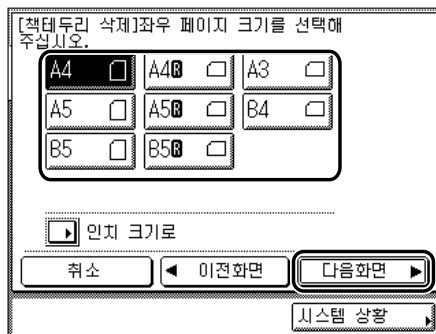 [책테두리 삭제]좌우 페이지 크기를 선택해
주십시오.
A4 A4R A3
A5 A5R B4
B5 B5R
인치 크기로
취소 ◀ 이전화면 다음화면 ▶
시스템 상황